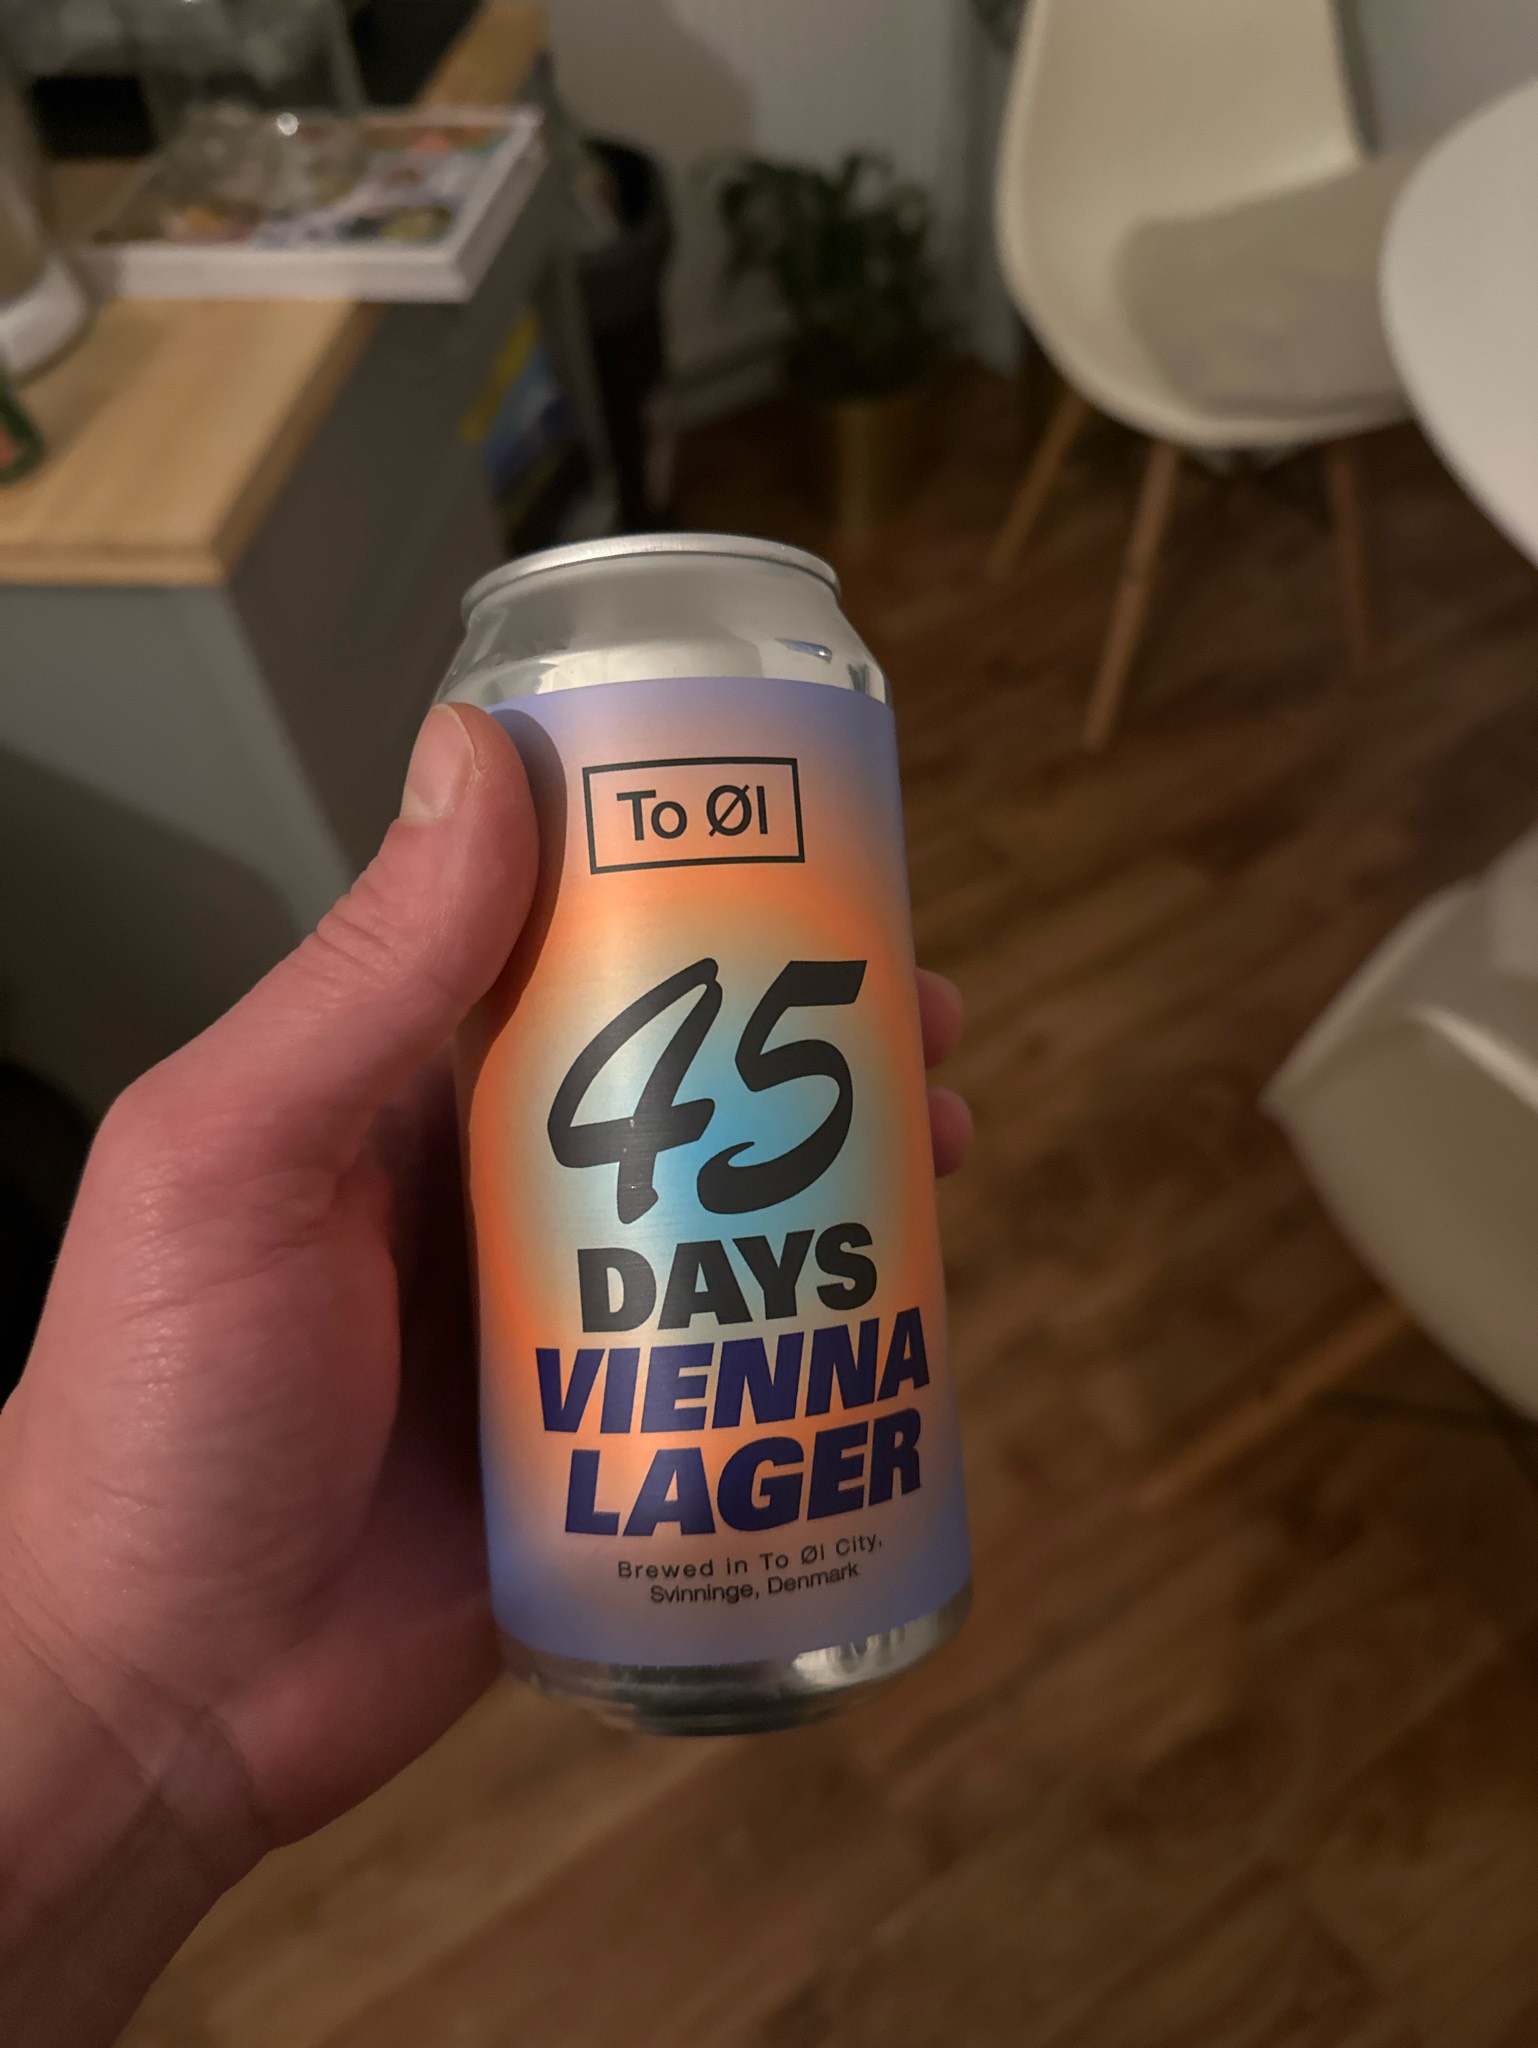 To Øl
45
DAYS
VIENNA
LAGER
Brewed in To Øl City,
Svinninge, Denmark